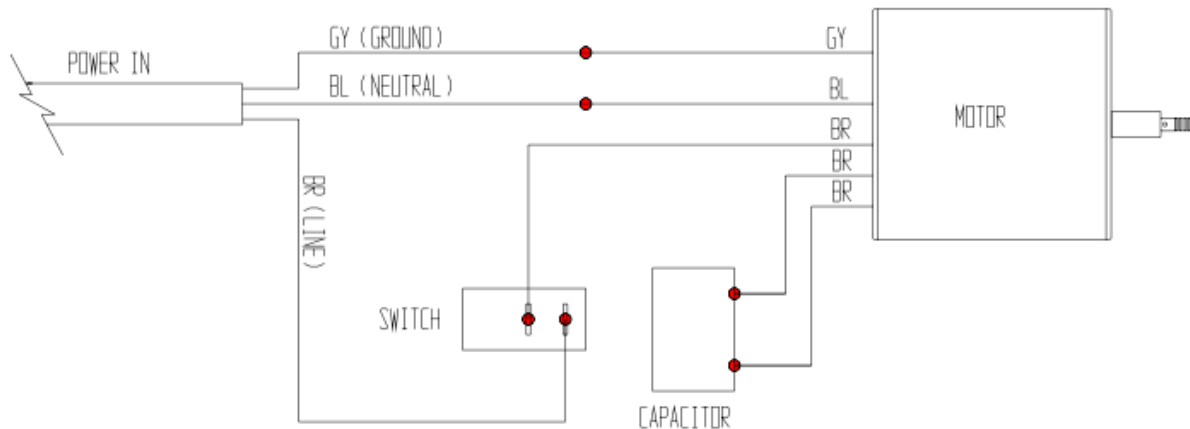 GY (GROUND)
GY
POWER IN
BL (NEUTRAL)
BL
MOTOR
BR
BR
BR
BR (LINE)
SWITCH
CAPACITOR